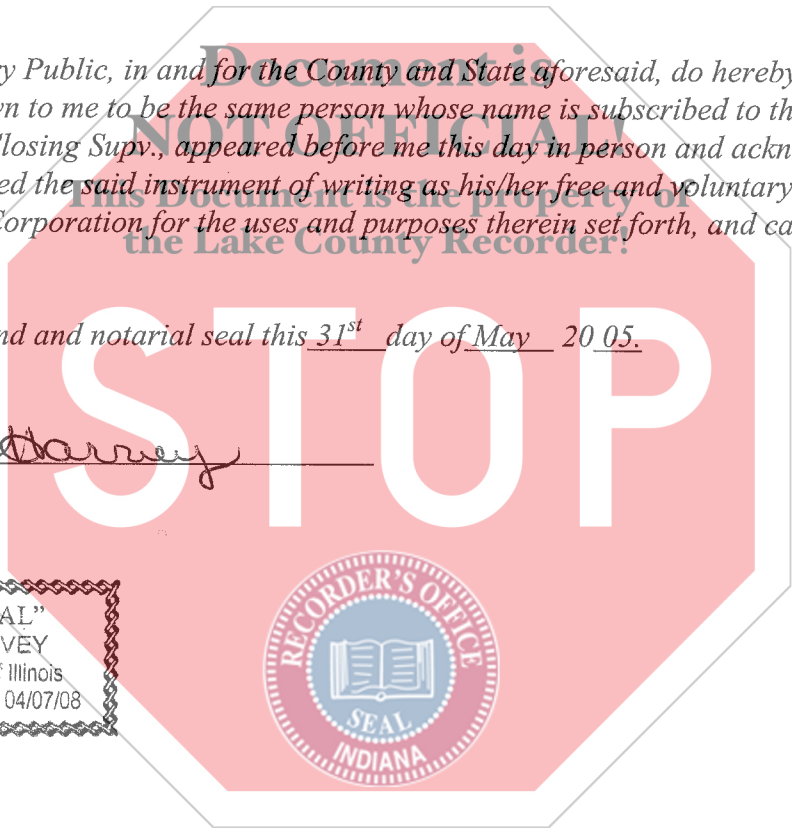 Document is
ry Public, in and for the County and State aforesaid, do hereby
wn to me to be the same person whose name is subscribed to th
NOT OFFICIAL!
Closing Supv., appeared before me this day in person and ackn
ed the said instrument of writing as his/her free and voluntary
This Document is the property of
Corporation for the uses and purposes therein set forth, and ca
the Lake County Recorder!
nd and notarial seal this 31st day of May 20 05.
STOP
Harvey
RECORDER'S OFFICE
SEAL
INDIANA
AL"
VEY
f Illinois
04/07/08